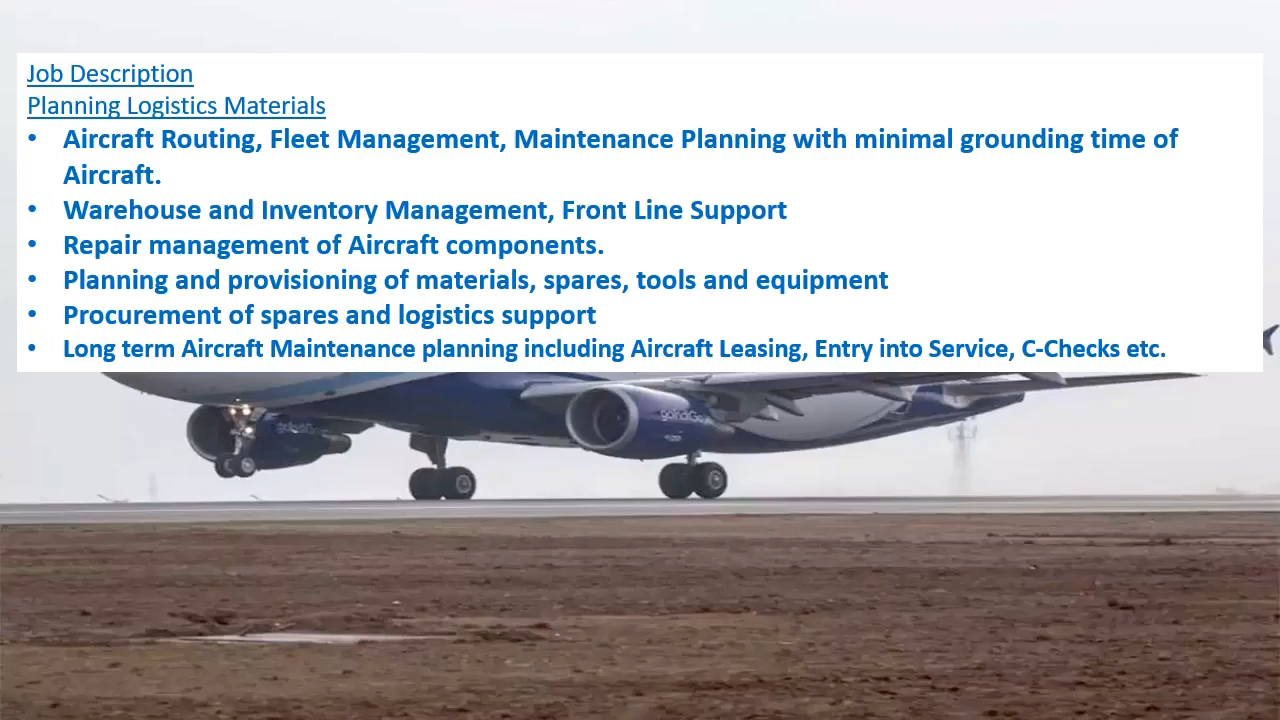 Job Description
Planning Logistics Materials
• Aircraft Routing, Fleet Management, Maintenance Planning with minimal grounding time of
Aircraft.
• Warehouse and Inventory Management, Front Line Support
• Repair management of Aircraft components.
• Planning and provisioning of materials, spares, tools and equipment
• Procurement of spares and logistics support
• Long term Aircraft Maintenance planning including Aircraft Leasing, Entry into Service, C-Checks etc.